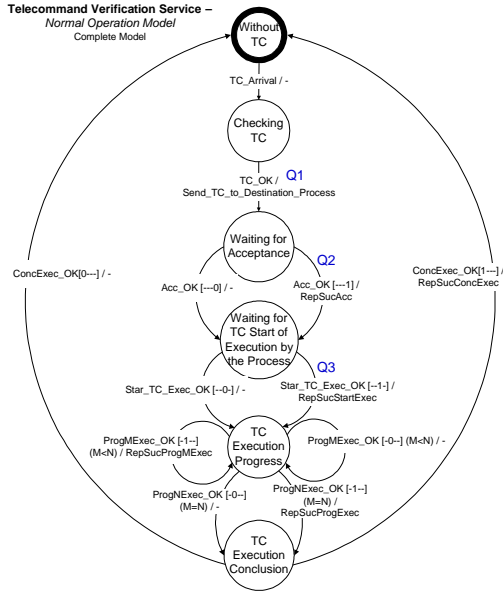 Telecommand Verification Service –
Normal Operation Model
Complete Model
Without
TC
TC_Arrival / -
Checking
TC
Q1
TC_OK /
Send_TC_to_Destination_Process
Waiting for
Acceptance
Q2
ConcExec_OK[0---] / -
ConcExec_OK[1---] /
RepSucConcExec
Acc_OK [---0] / -
Acc_OK [---1] /
RepSucAcc
Waiting for
TC Start of
Execution by
the Process
Q3
Star_TC_Exec_OK [--0-] / -
Star_TC_Exec_OK [--1-] /
RepSucStartExec
ProgMExec_OK [-1--]
(M<N) / RepSucProgMExec
TC
Execution
Progress
ProgMExec_OK [-0--] (M<N) / -
ProgNExec_OK [-0--]
(M=N) / -
ProgNExec_OK [-1--]
(M=N) /
RepSucProgExec
TC
Execution
Conclusion